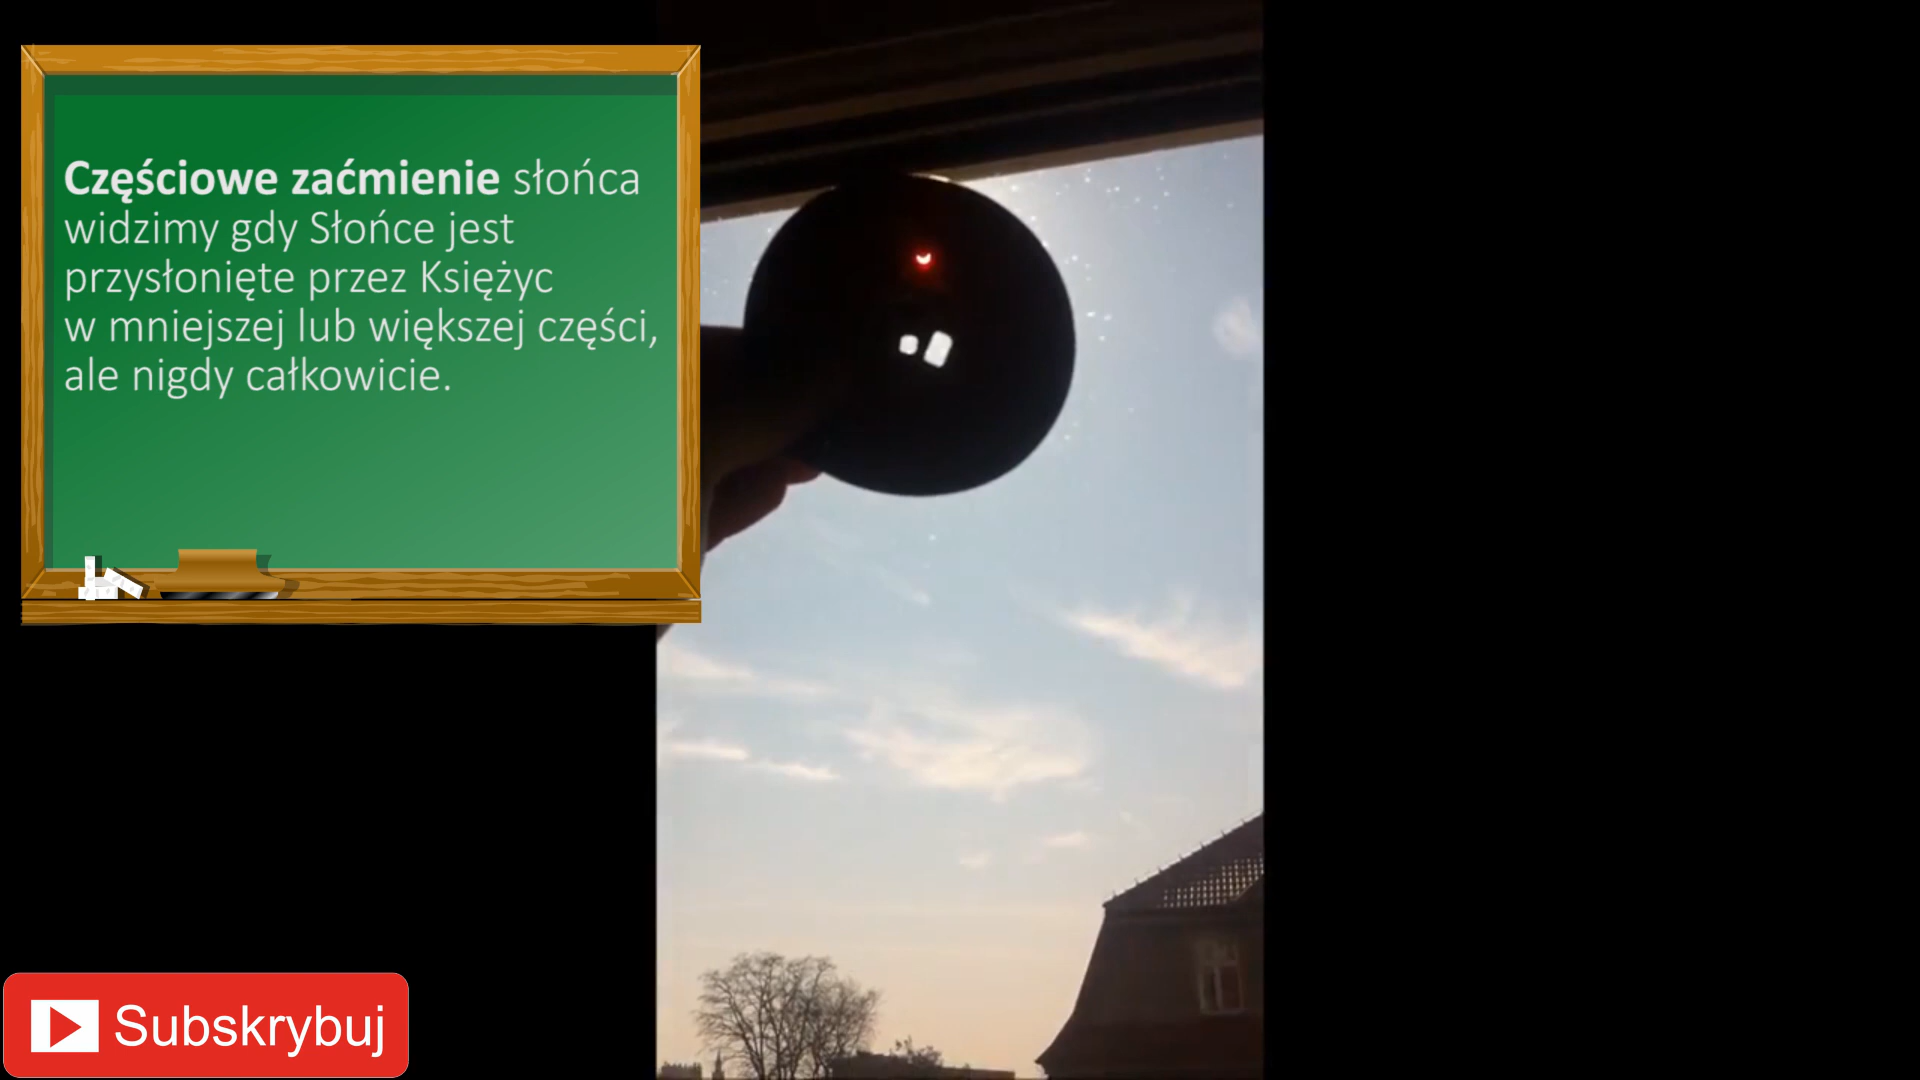 Częściowe zaćmienie słońca
widzimy gdy Słońce jest
przysłonięte przez Księżyc
w mniejszej lub większej części,
ale nigdy całkowicie.
Subskrybuj